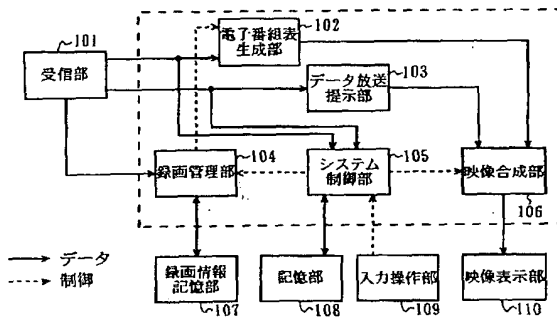 101
受信部
電子番組表
生成部
102
データ放送
提示部
103
録画管理部
104
システム
制御部
105
映像合成部
106
データ
制御
録画情報
記憶部
107
記憶部
108
入力操作部
109
映像表示部
110